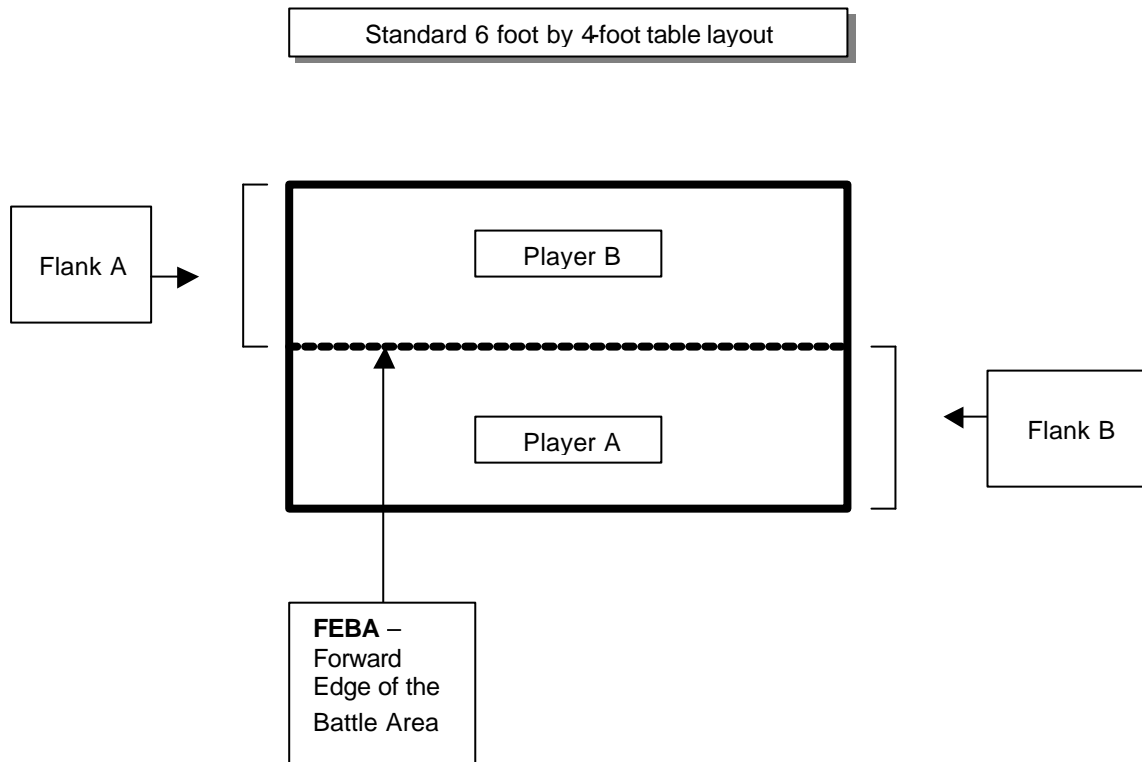 Standard 6 foot by 4-foot table layout
Player B
Flank A
Player A
Flank B
FEBA –
Forward
Edge of the
Battle Area